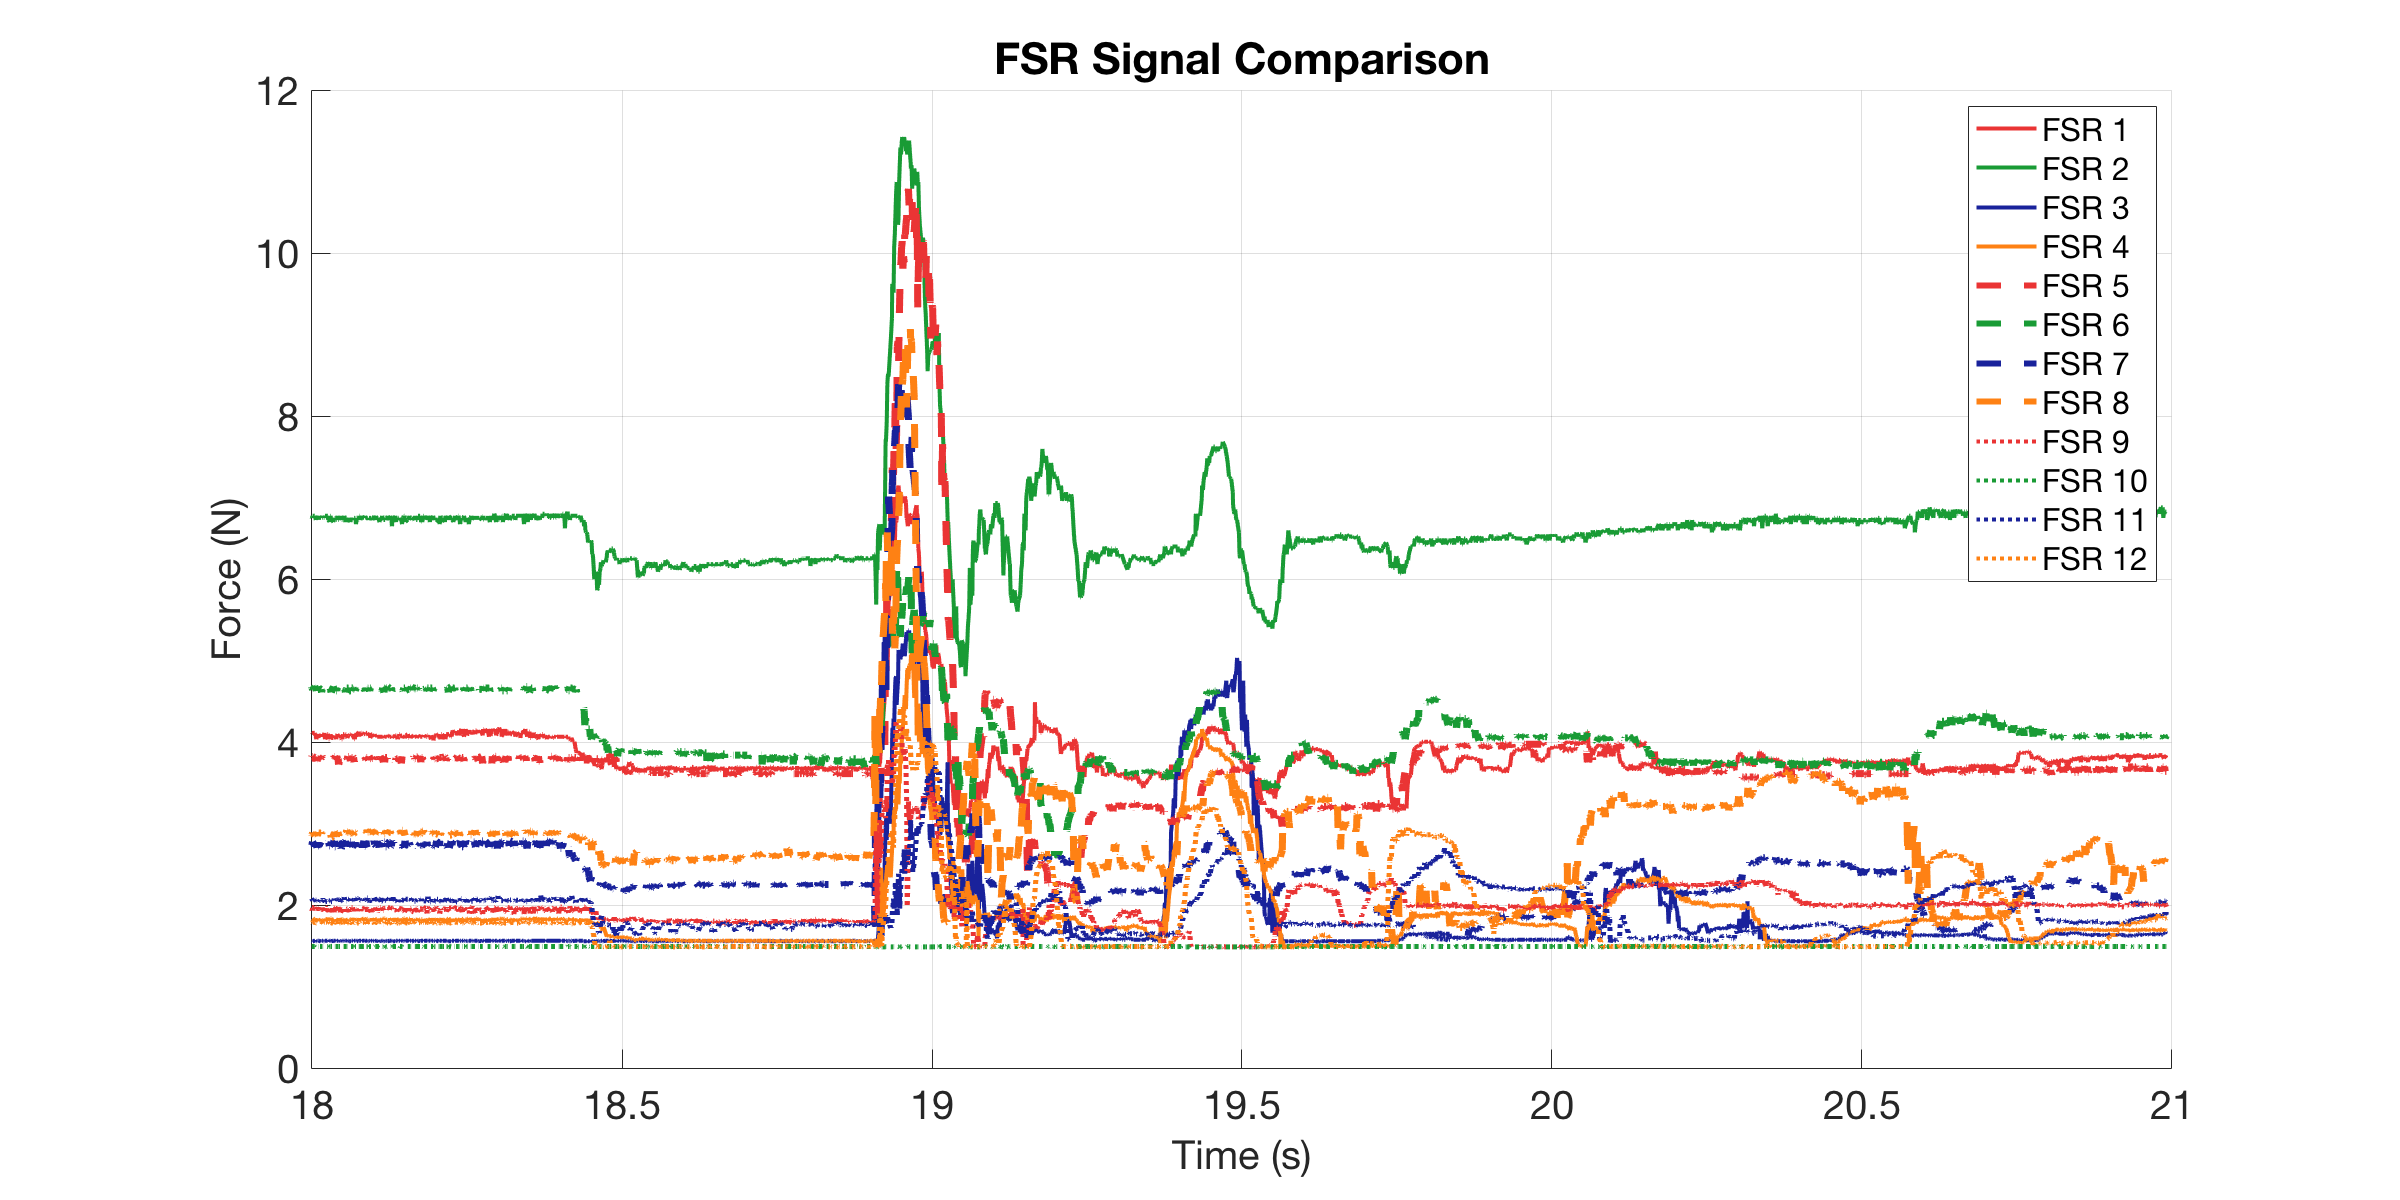 FSR Signal Comparison
12
10
8
6
4
2
0
Force (N)
18
18.5
19
19.5
20
20.5
21
Time (s)
FSR 1
FSR 2
FSR 3
FSR 4
FSR 5
FSR 6
FSR 7
FSR 8
FSR 9
FSR 10
FSR 11
FSR 12